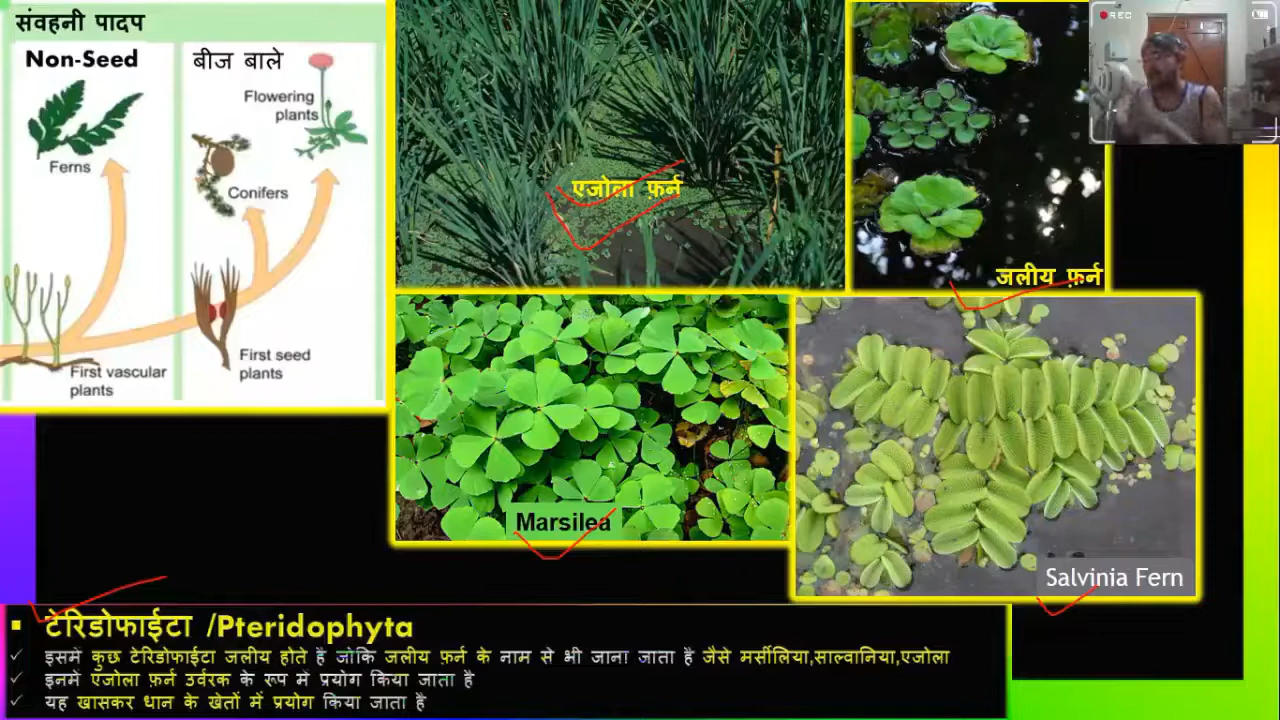 संवहनी पादप
Non-Seed
बीज बाले
Flowering
plants
Ferns
Conifers
First seed
plants
First vascular
plants
एजोला फ़र्न
जलीय फ़र्न
REC
Marsilea
Salvinia Fern
▪ टेरिडोफाईटा /Pteridophyta
✓ इसमें कुछ टेरिडोफाईटा जलीय होते है जोकि जलीय फ़र्न के नाम से भी जाना जाता है जैसे मर्सीलिया,साल्वानिया,एजोला
✓ इनमें एजोला फ़र्न उर्वरक के रूप में प्रयोग किया जाता है
✓ यह खासकर धान के खेतों में प्रयोग किया जाता है